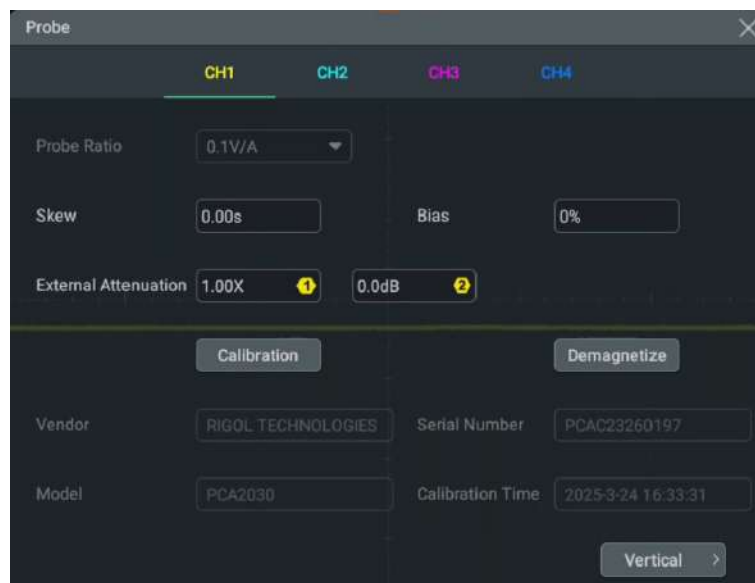 Probe
CH1 CH2 CH3 CH4
Probe Ratio 0.1V/A
Skew 0.00s Bias 0%
External Attenuation 1.00X 1 0.0dB 2
Calibration Demagnetize
Vendor RIGOL TECHNOLOGIES Serial Number PCAC23260197
Model PCA2030 Calibration Time 2025-3-24 16:33:31
Vertical >